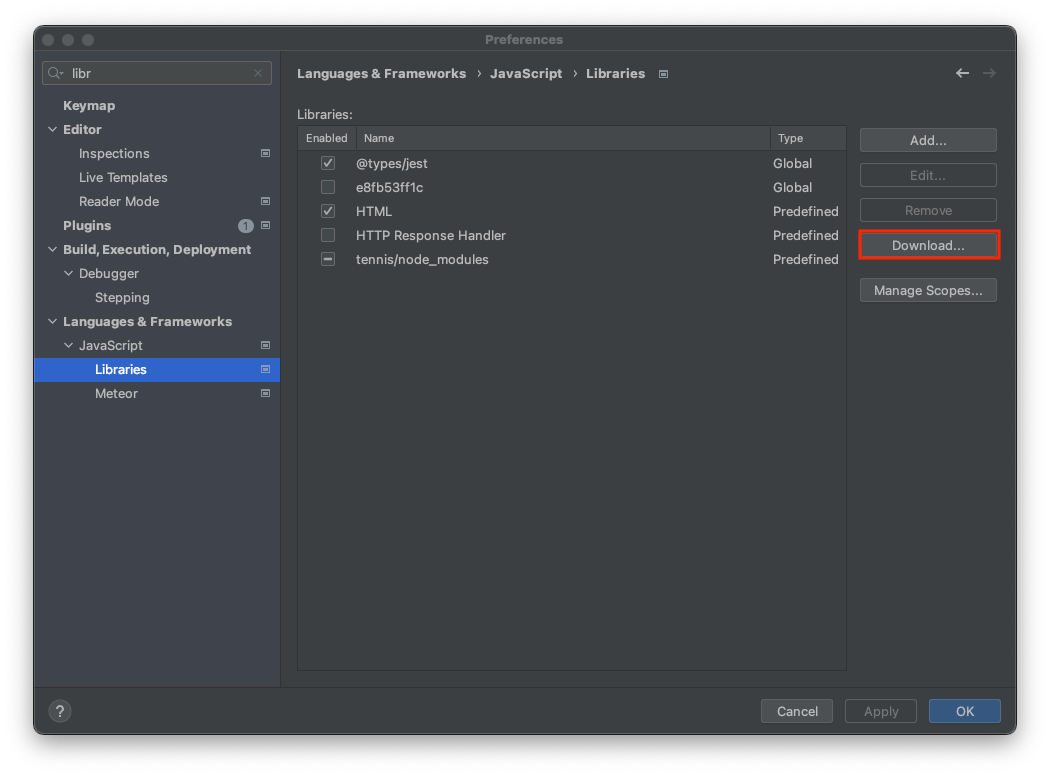 Preferences
libr
Keymap
Editor
Inspections
Live Templates
Reader Mode
Plugins 1
Build, Execution, Deployment
Debugger
Stepping
Languages & Frameworks
JavaScript
Libraries
Meteor
Languages & Frameworks › JavaScript › Libraries
Libraries:
Enabled Name Type
@types/jest Global
e8fb53ff1c Global
HTML Predefined
HTTP Response Handler Predefined
tennis/node_modules Predefined
Add...
Edit...
Remove
Download...
Manage Scopes...
?
Cancel
Apply
OK